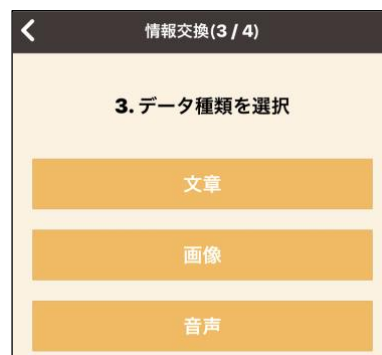 情報交換(3 / 4)
3. データ種類を選択
文章
画像
音声